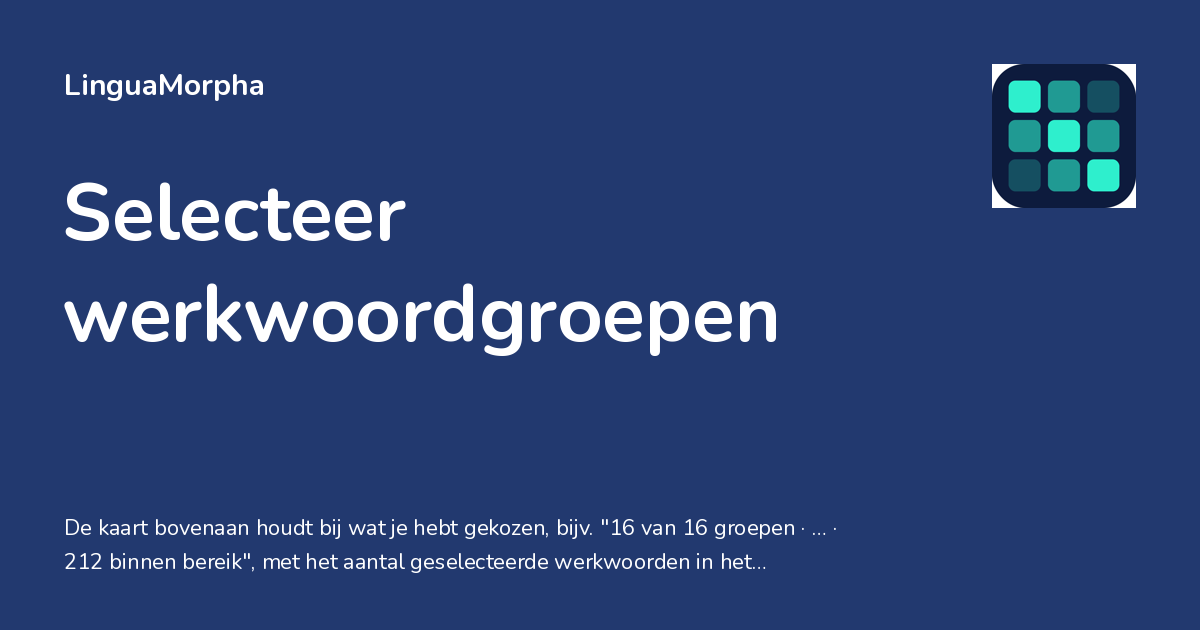 LinguaMorpha
Selecteer
werkwoordgroepen
De kaart bovenaan houdt bij wat je hebt gekozen, bijv. "16 van 16 groepen · … ·
212 binnen bereik", met het aantal geselecteerde werkwoorden in het…